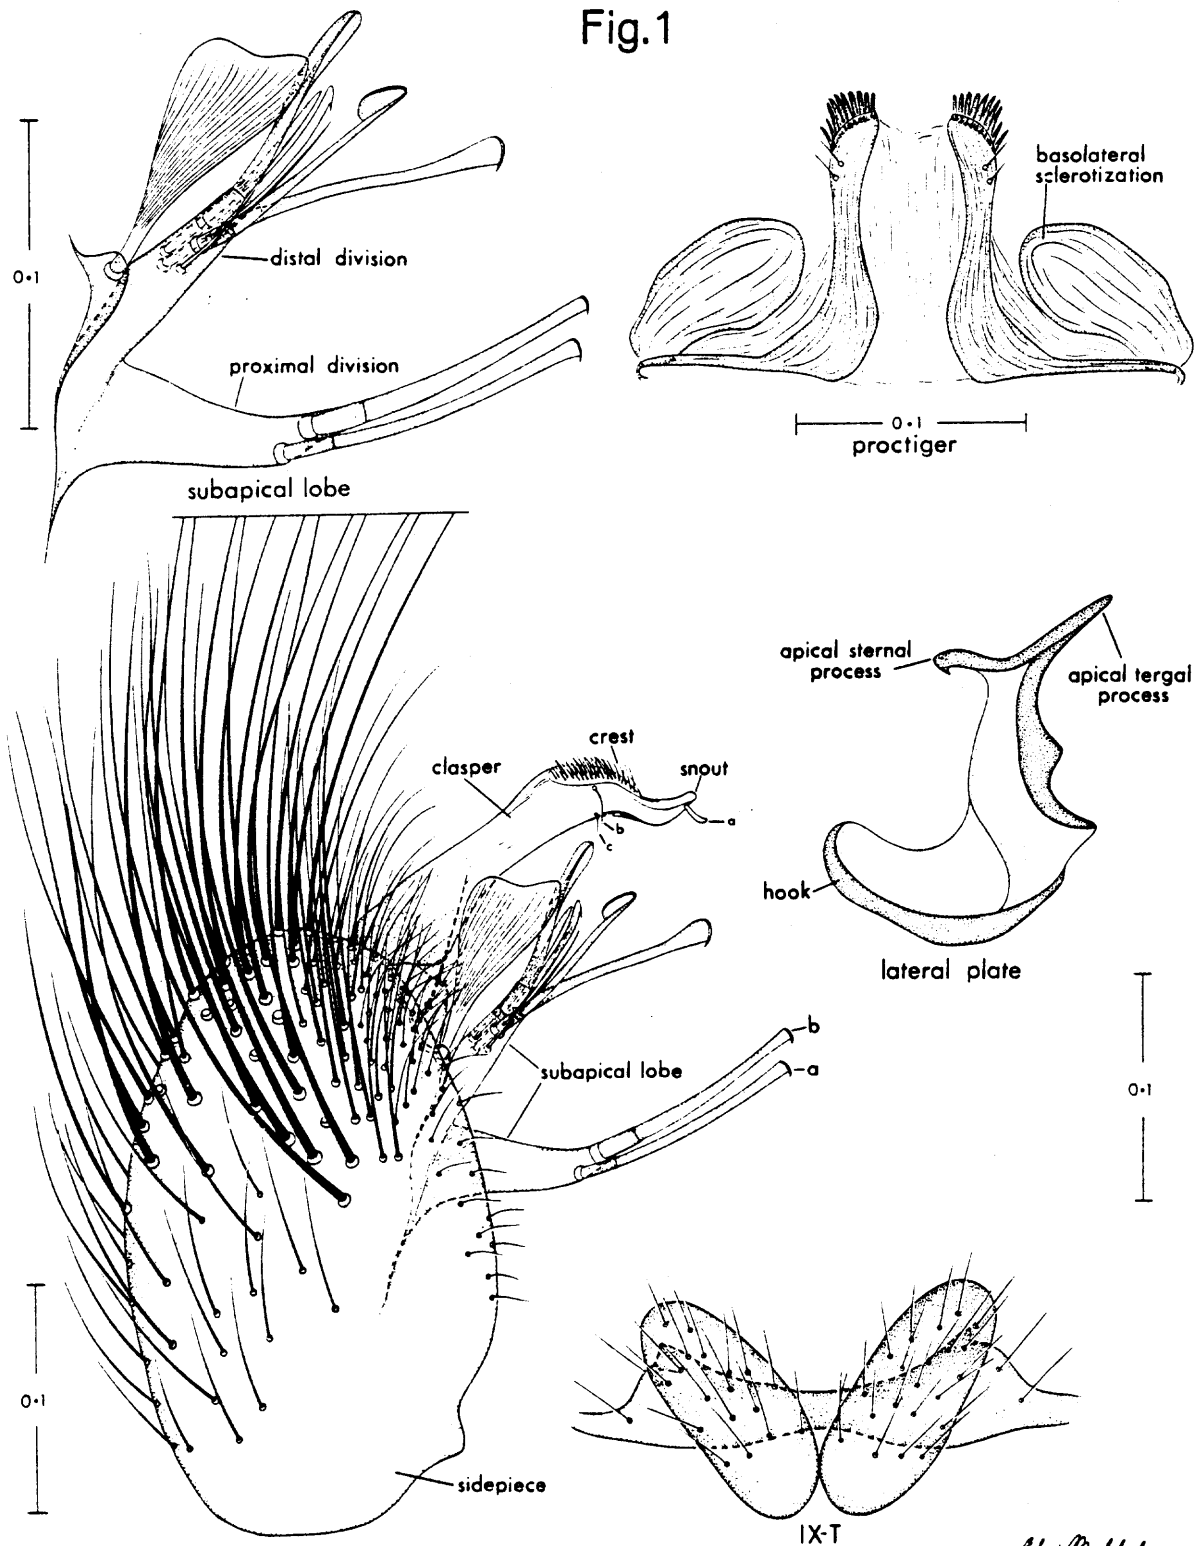 Fig.1
basolateral
sclerotization
0·1
distal division
proximal division
0·1
proctiger
subapical lobe
apical sternal
process
apical tergal
process
crest
clasper
snout
a
b
c
hook
lateral plate
b
a
subapical lobe
0·1
0·1
sidepiece
IX-T